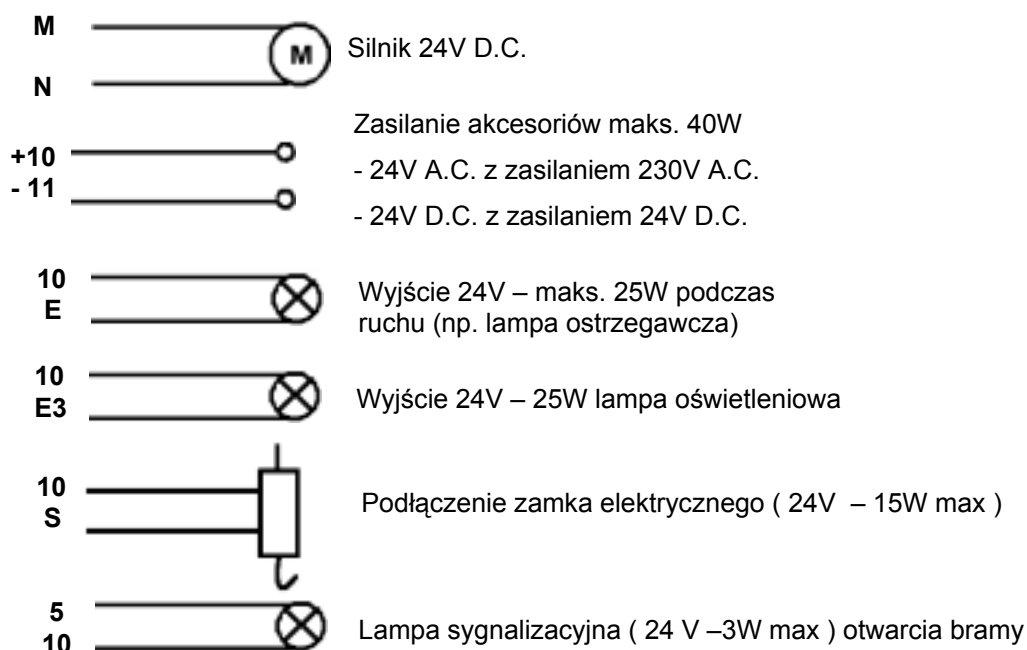 M
N
M
Silnik 24V D.C.
+10
- 11
Zasilanie akcesoriów maks. 40W
- 24V A.C. z zasilaniem 230V A.C.
- 24V D.C. z zasilaniem 24V D.C.
10
E
Wyjście 24V – maks. 25W podczas
ruchu (np. lampa ostrzegawcza)
10
E3
Wyjście 24V – 25W lampa oświetleniowa
10
S
Podłączenie zamka elektrycznego ( 24V – 15W max )
5
10
Lampa sygnalizacyjna ( 24 V –3W max ) otwarcia bramy